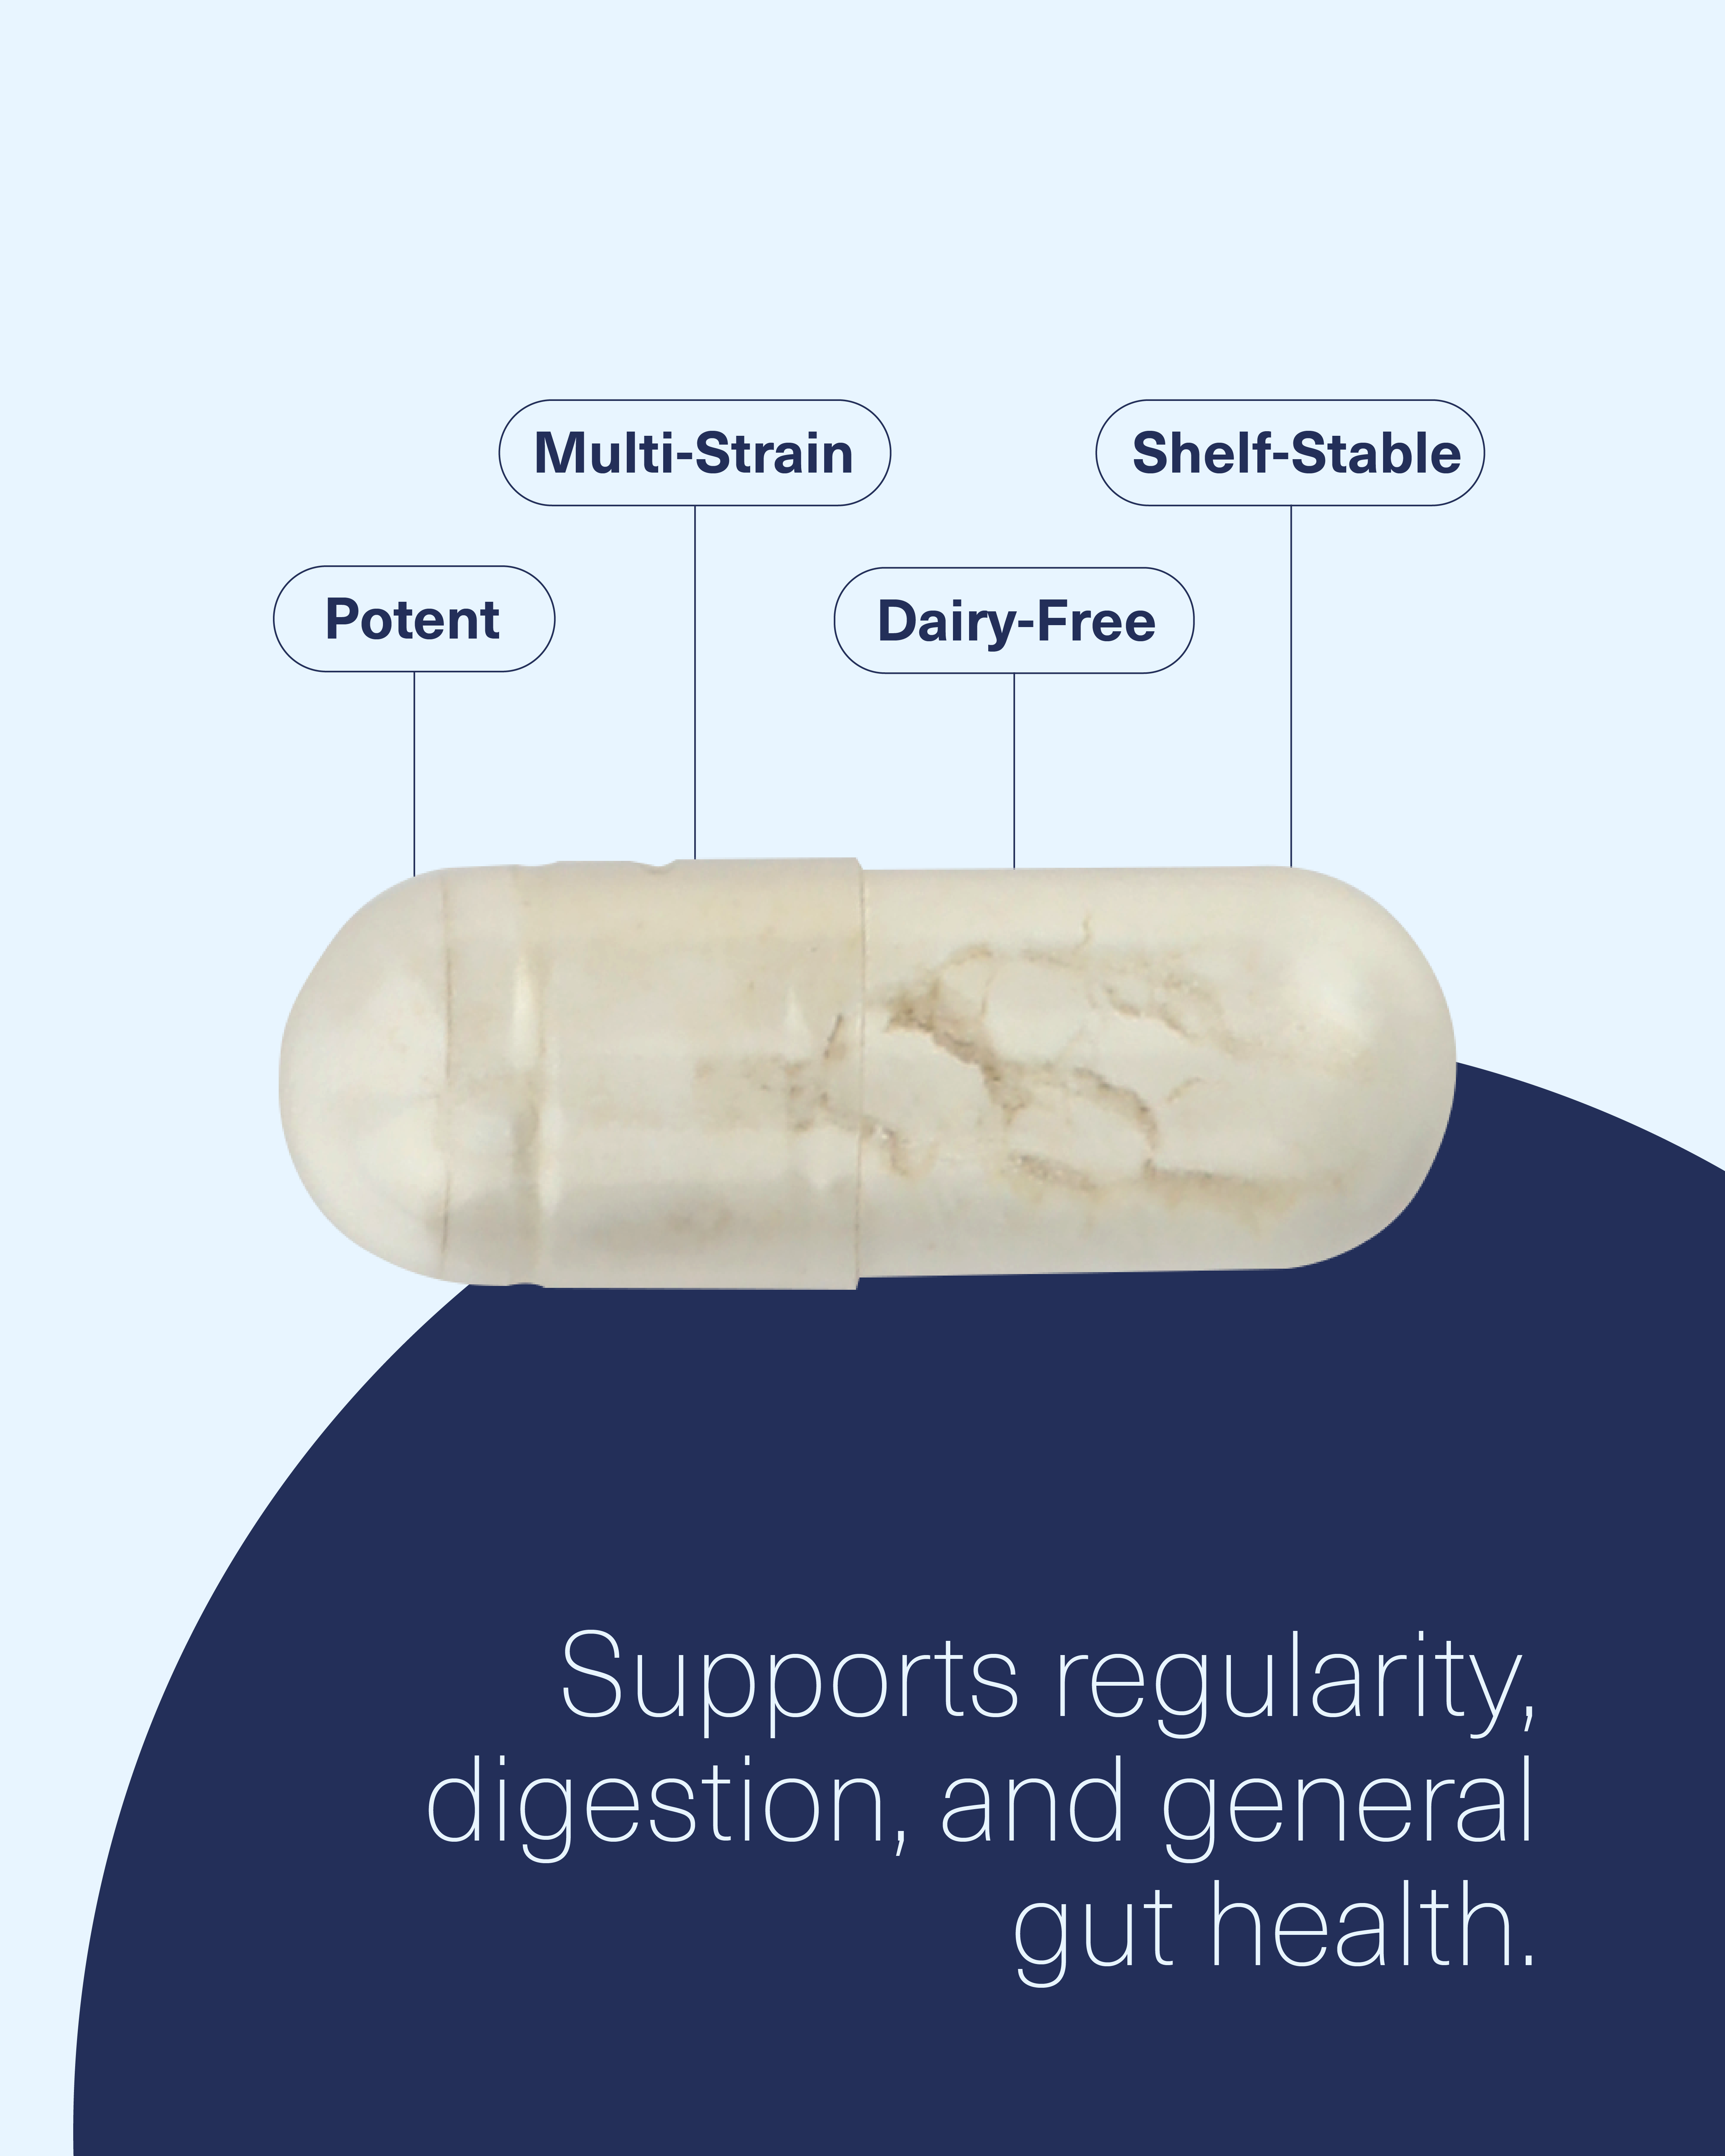 Multi-Strain
Shelf-Stable
Potent
Dairy-Free
Supports regularity,
digestion, and general
gut health.